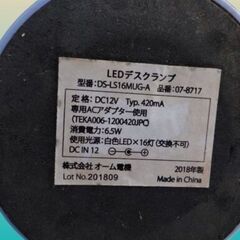 LEDデスクランプ
型番:DS-LS16MUG-A 品番:07-8717
定格:DC12V Typ. 420mA
専用ACアダプター使用
(TEKA006-1200420JPC)
消費電力:6.5W
光源:白色LED×16灯(交換不可)
DC IN 12
株式会社 オーム電機 2018年製
Lot No.201809 Made in China